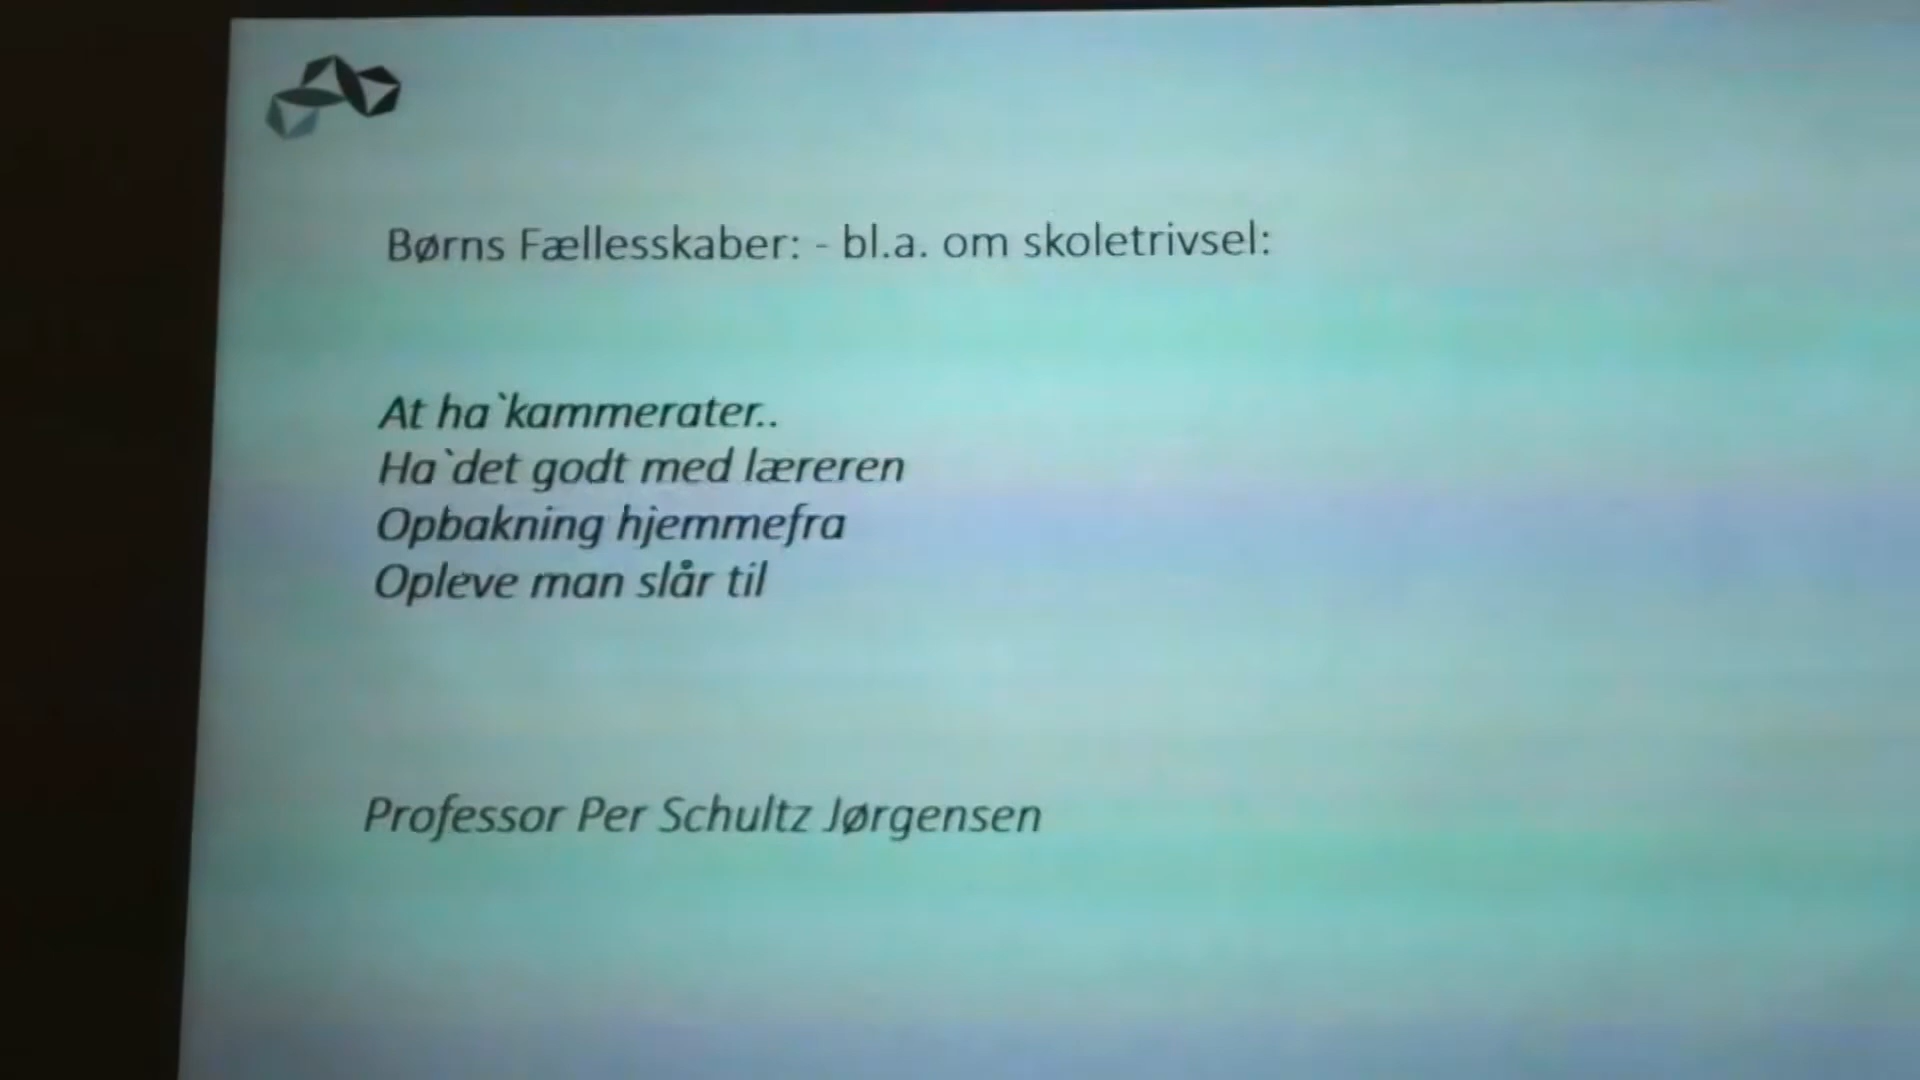 Børns Fællesskaber: - bl.a. om skoletrivsel:
At ha`kammerater..
Ha`det godt med læreren
Opbakning hjemmefra
Opleve man slår til
Professor Per Schultz Jørgensen